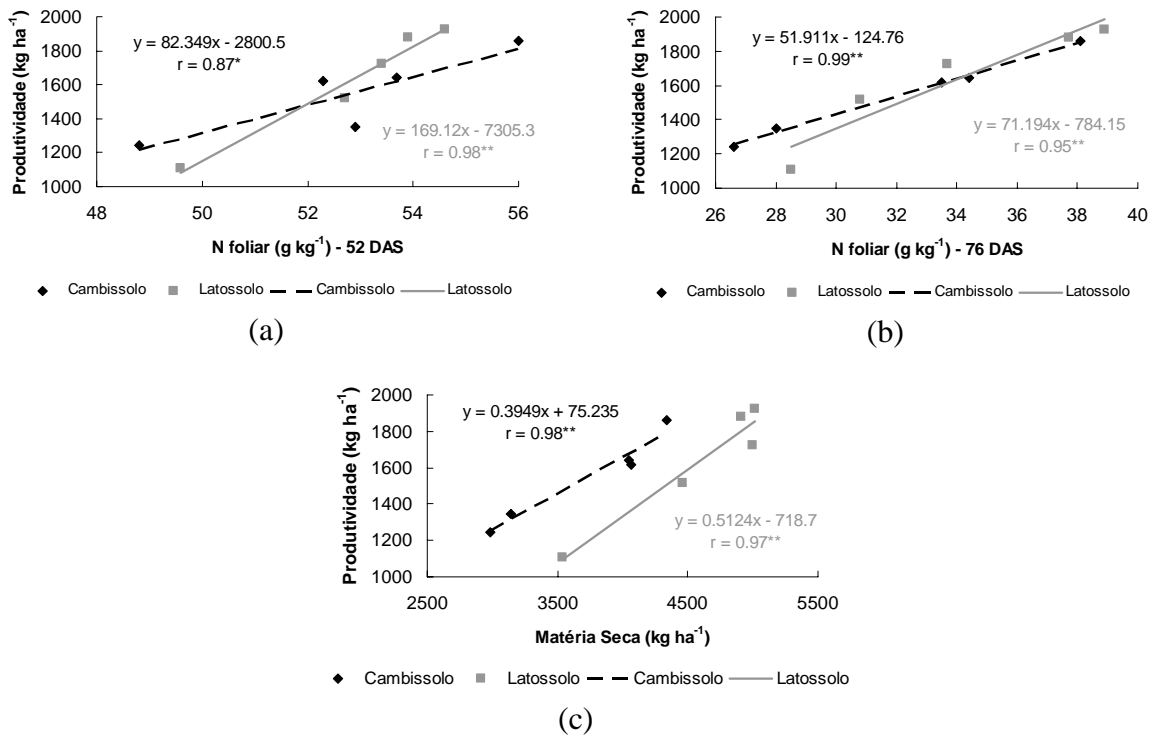 Produtividade (kg ha⁻¹)
2000
1800
1600
1400
1200
1000
y = 82.349x - 2800.5
r = 0.87*
y = 169.12x - 7305.3
r = 0.98**
48 50 52 54 56
N foliar (g kg⁻¹) - 52 DAS
Cambissolo Latossolo Cambissolo Latossolo
(a)
Produtividade (kg ha⁻¹)
2000
1800
1600
1400
1200
1000
y = 51.911x - 124.76
r = 0.99**
y = 71.194x - 784.15
r = 0.95**
26 28 30 32 34 36 38 40
N foliar (g kg⁻¹) - 76 DAS
Cambissolo Latossolo Cambissolo Latossolo
(b)
Produtividade (kg ha⁻¹)
2000
1800
1600
1400
1200
1000
y = 0.3949x + 75.235
r = 0.98**
y = 0.5124x - 718.7
r = 0.97**
2500 3500 4500 5500
Matéria Seca (kg ha⁻¹)
Cambissolo Latossolo Cambissolo Latossolo
(c)